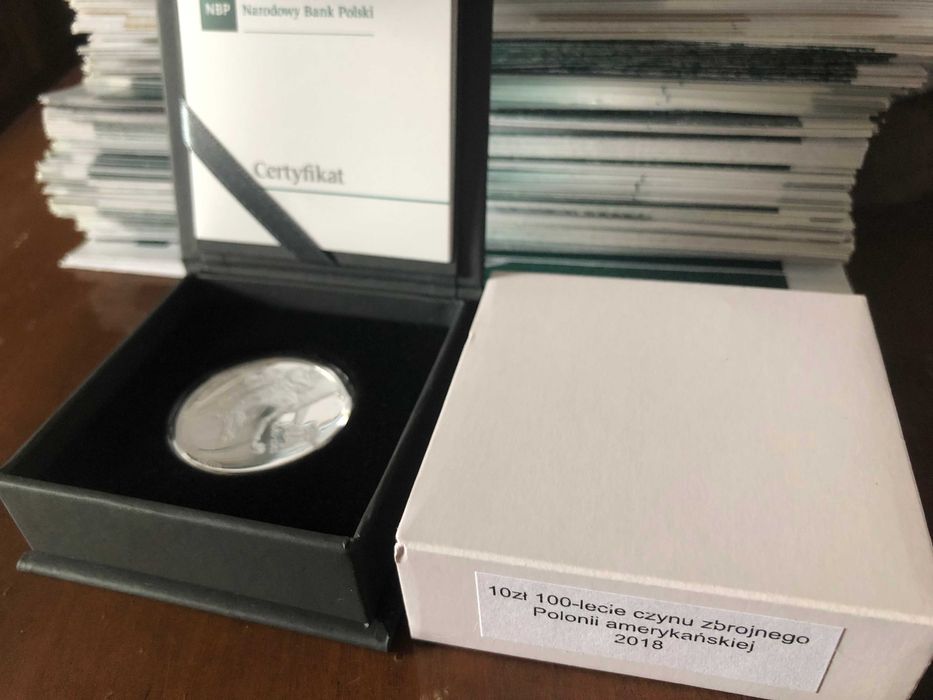 NBP Narodowy Bank Polski
Certyfikat
10zł 100-lecie czynu zbrojnego
Polonii amerykańskiej
2018